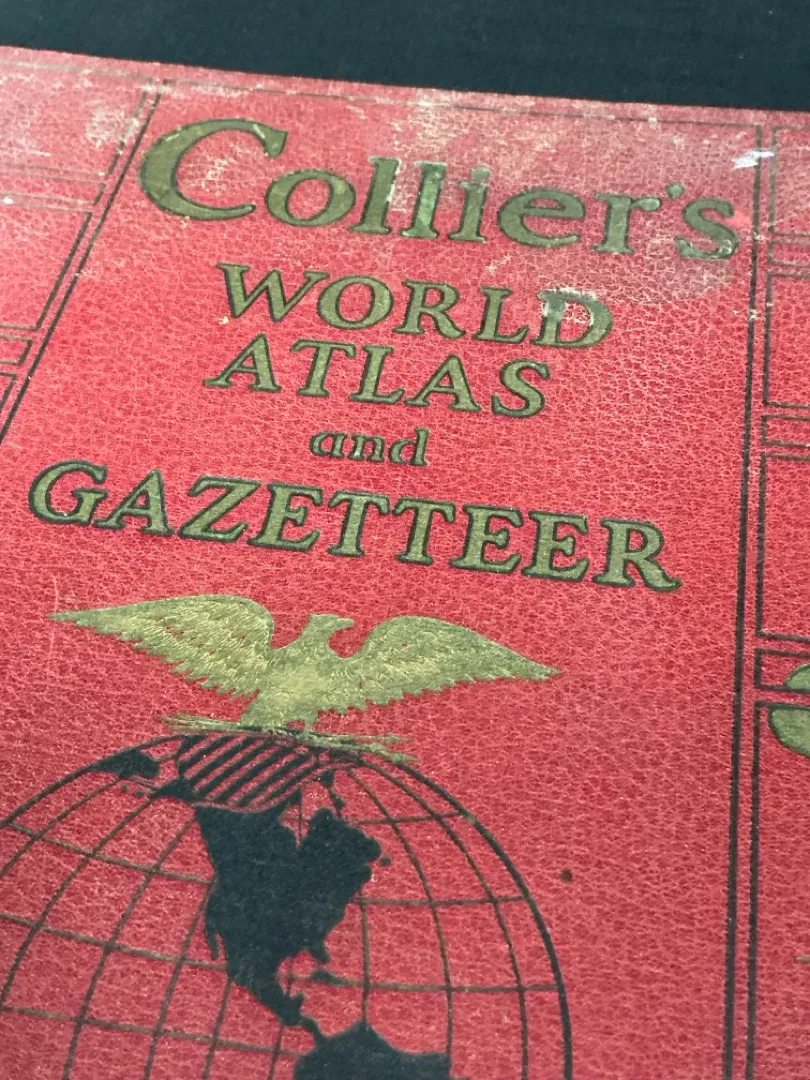 Collier's
WORLD
ATLAS
and
GAZETTEER